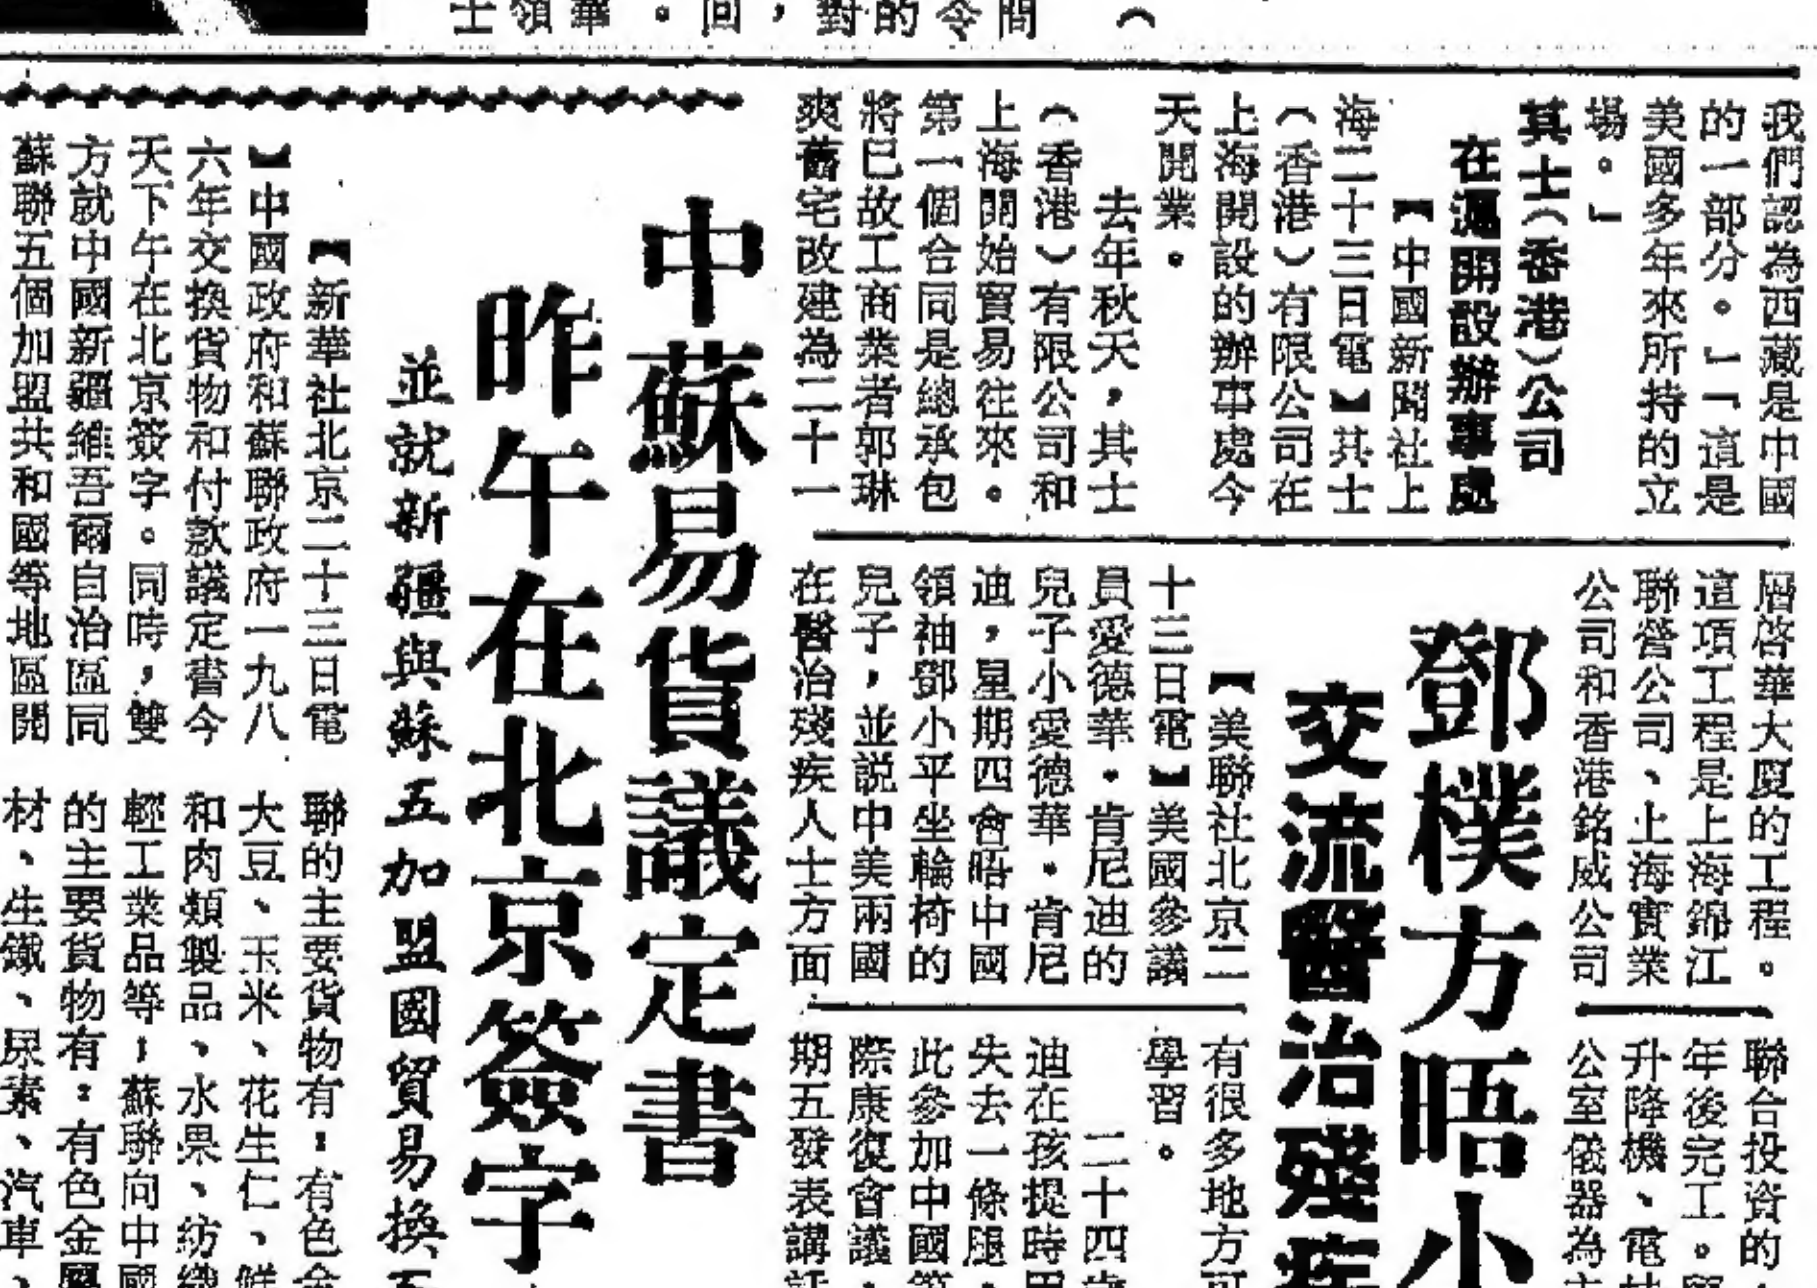 士領華。回,對的令問（
我們認為西藏是中國
的一部分。」「這是
美國多年來所持的立
場。」
其士(香港)公司
在滬開設辦事處
【中國新聞社上
海二十三日電】其士
(香港)有限公司在
上海開設的辦事處今
天開業。
去年秋天,其士
(香港)有限公司和
上海開始貿易往來。
第一個合同是總承包
將已故工商業者郭琳
爽舊宅改建為二十一
層啓華大厦的工程。
這項工程是上海錦江
聯營公司、上海實業
公司和香港銘威公司
聯合投資的
年後完工。
升降機、電
公室儀器為
鄧樸方晤小
交流醫治殘疾
【美聯社北京二
十三日電】美國參議
員愛德華·肯尼迪的
兒子小愛德華·肯尼
迪,星期四會晤中國
領袖鄧小平坐輪椅的
兒子,並説中美兩國
在醫治殘疾人士方面
有很多地方可
學習。
二十四歲
迪在孩提時
失去一條腿,
此參加中國第
際康復會議,
期五發表講話
中蘇易貨議定書
昨午在北京簽字
並就新疆與蘇五加盟國貿易換
【新華社北京二十三日電
】中國政府和蘇聯政府一九八
六年交換貨物和付款議定書今
天下午在北京簽字。同時,雙
方就中國新疆維吾爾自治區同
蘇聯五個加盟共和國等地區開
聯的主要貨物有:有色金
大豆、玉米、花生仁、鮮
和肉類製品、水果、紡織
輕工業品等;蘇聯向中國
的主要貨物有:有色金屬
材、生鐵、尿素、汽車、